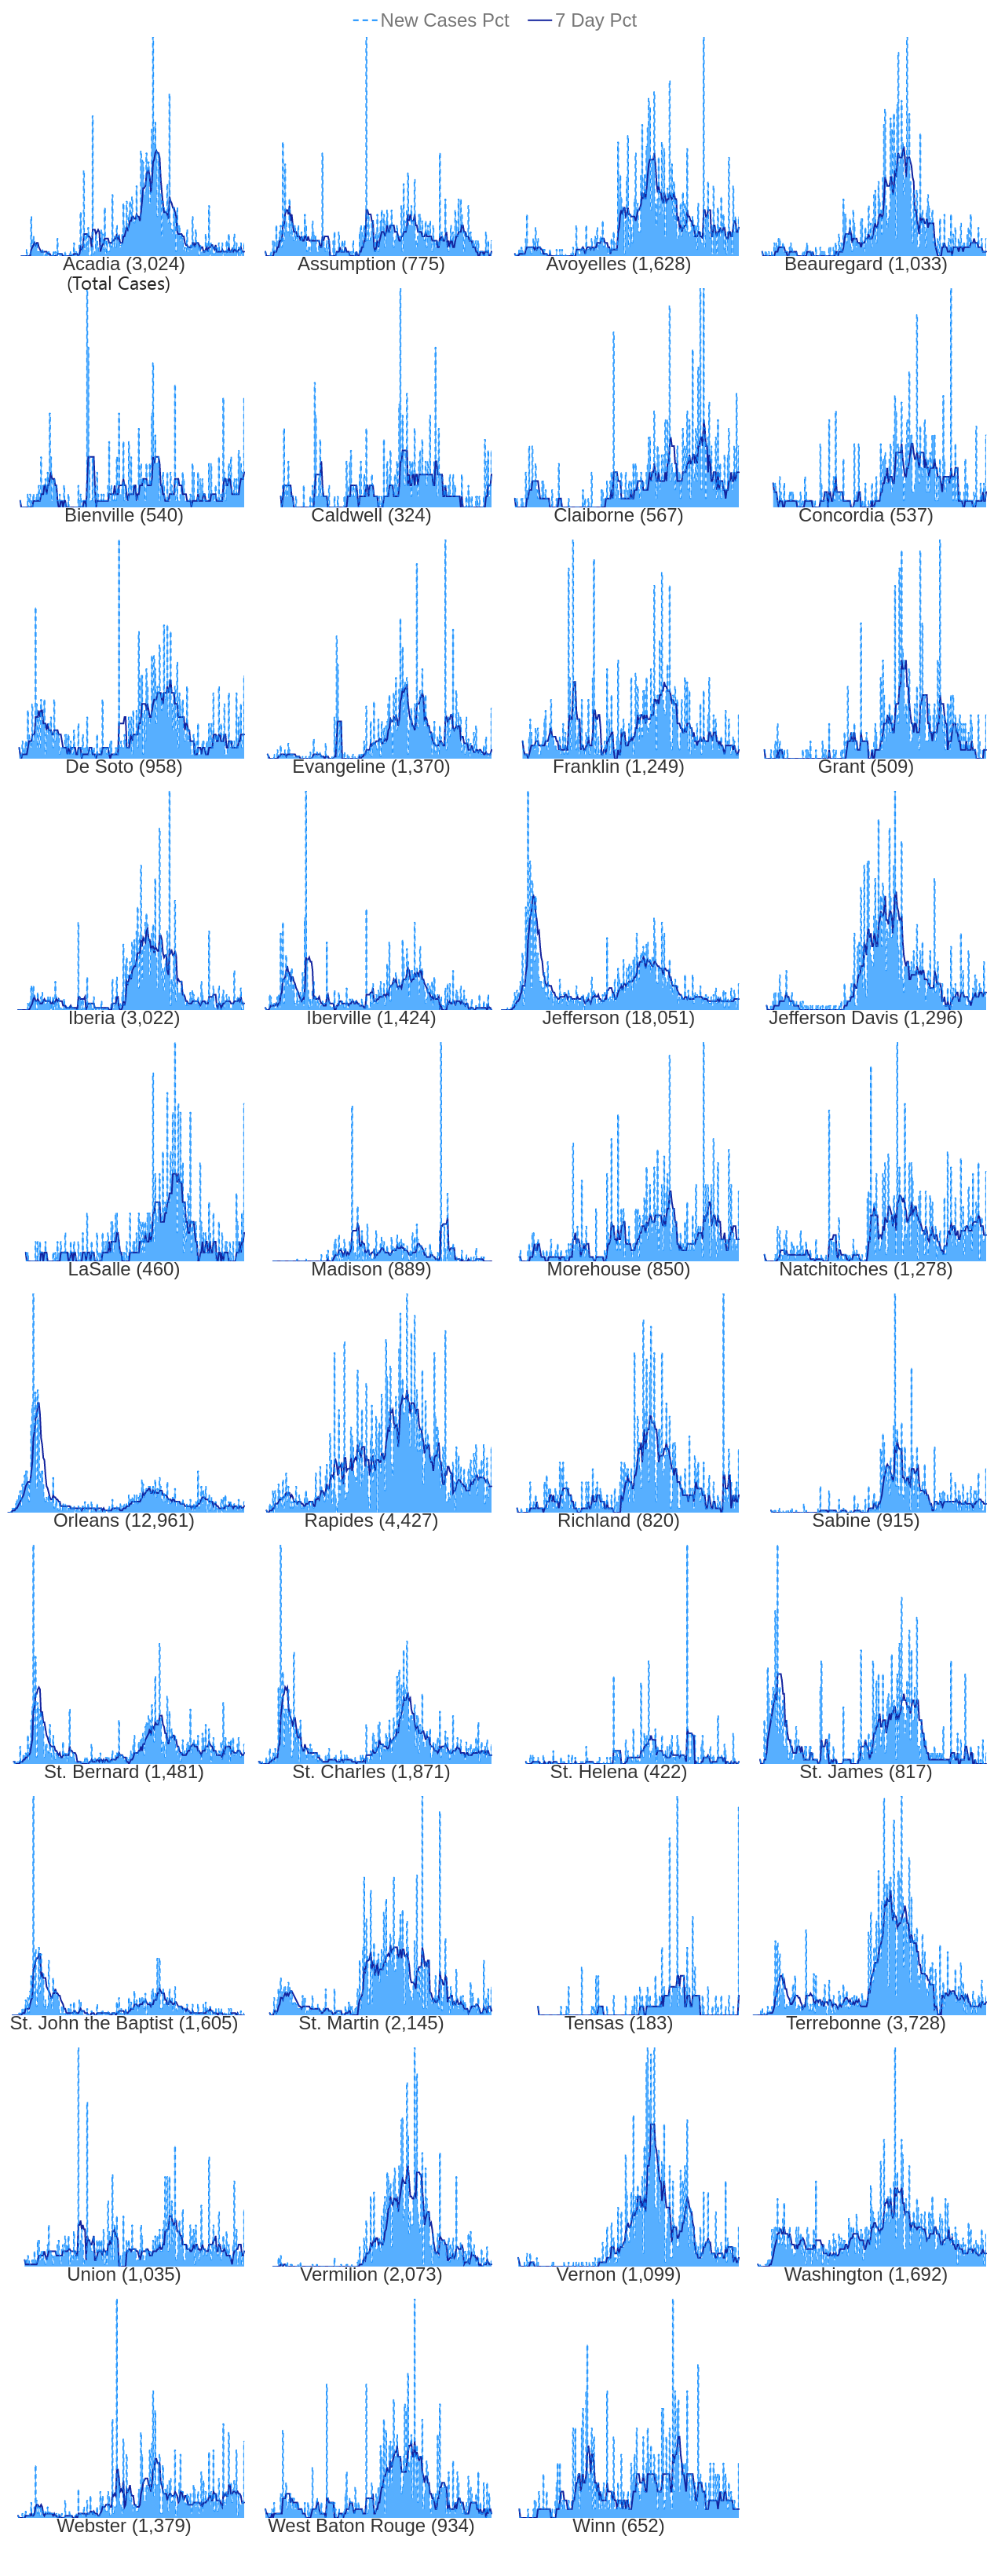 New Cases Pct 7 Day Pct
Acadia (3,024) Assumption (775) Avoyelles (1,628) Beauregard (1,033)
(Total Cases)
Bienville (540) Caldwell (324) Claiborne (567) Concordia (537)
De Soto (958) Evangeline (1,370) Franklin (1,249) Grant (509)
Iberia (3,022) Iberville (1,424) Jefferson (18,051) Jefferson Davis (1,296)
LaSalle (460) Madison (889) Morehouse (850) Natchitoches (1,278)
Orleans (12,961) Rapides (4,427) Richland (820) Sabine (915)
St. Bernard (1,481) St. Charles (1,871) St. Helena (422) St. James (817)
St. John the Baptist (1,605) St. Martin (2,145) Tensas (183) Terrebonne (3,728)
Union (1,035) Vermilion (2,073) Vernon (1,099) Washington (1,692)
Webster (1,379) West Baton Rouge (934) Winn (652)